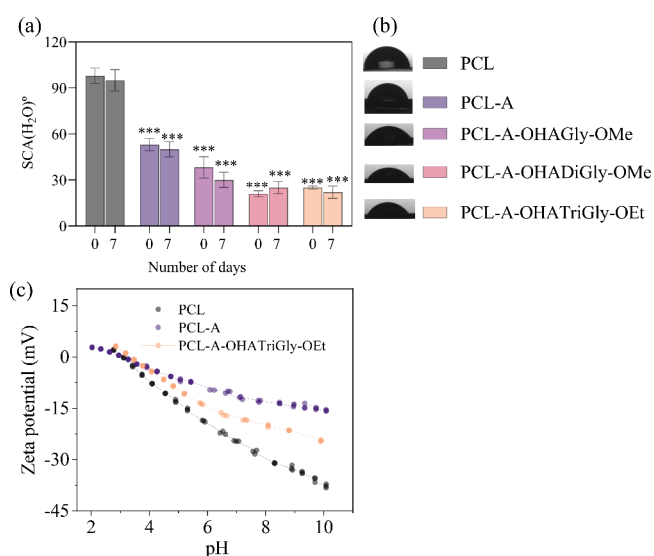 (a)
120
90
60
30
0
SCA(H₂O)º
*** *** *** *** *** *** *** ***
0 7 0 7 0 7 0 7 0 7
Number of days
(b)
PCL
PCL-A
PCL-A-OHAGly-OMe
PCL-A-OHADiGly-OMe
PCL-A-OHATriGly-OEt
(c)
15
0
-15
-30
-45
Zeta potential (mV)
PCL
PCL-A
PCL-A-OHATriGly-OEt
2 4 6 8 10
pH